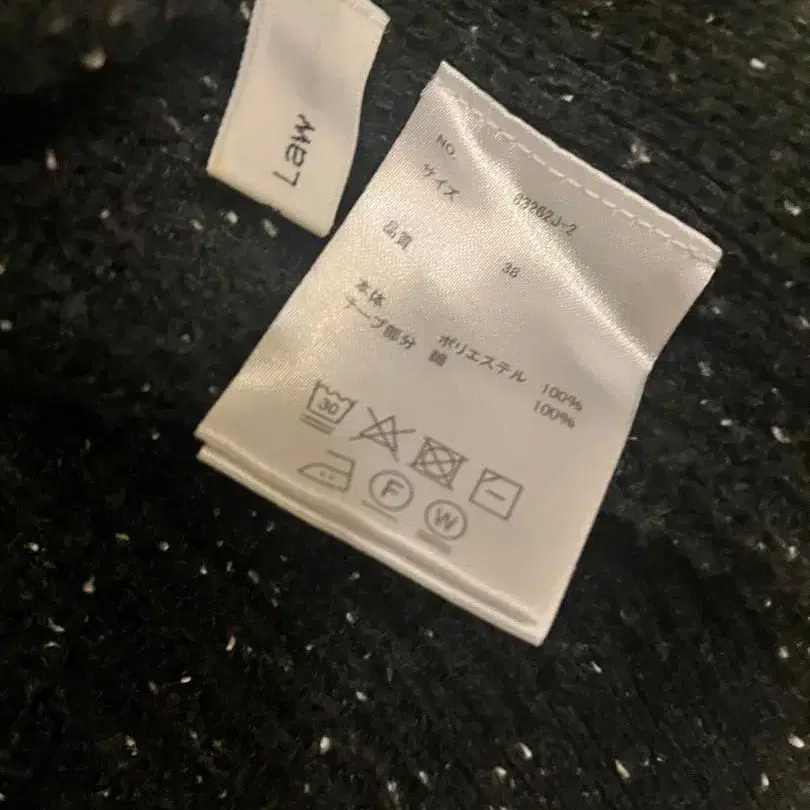 Law
NO. 83262J-2
サイズ 38
品質
本体 ポリエステル 100%
テープ部分 綿 100%
30
F
W